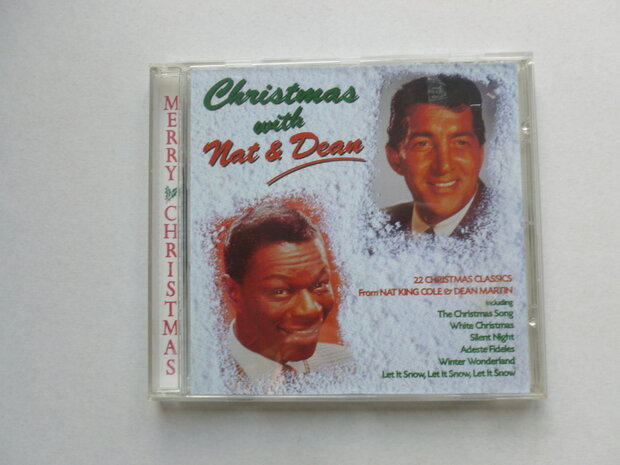 MERRY CHRISTMAS
Christmas
with
Nat & Dean
22 CHRISTMAS CLASSICS
From NAT KING COLE & DEAN MARTIN
including
The Christmas Song
White Christmas
Silent Night
Adeste Fideles
Winter Wonderland
Let It Snow, Let It Snow, Let It Snow